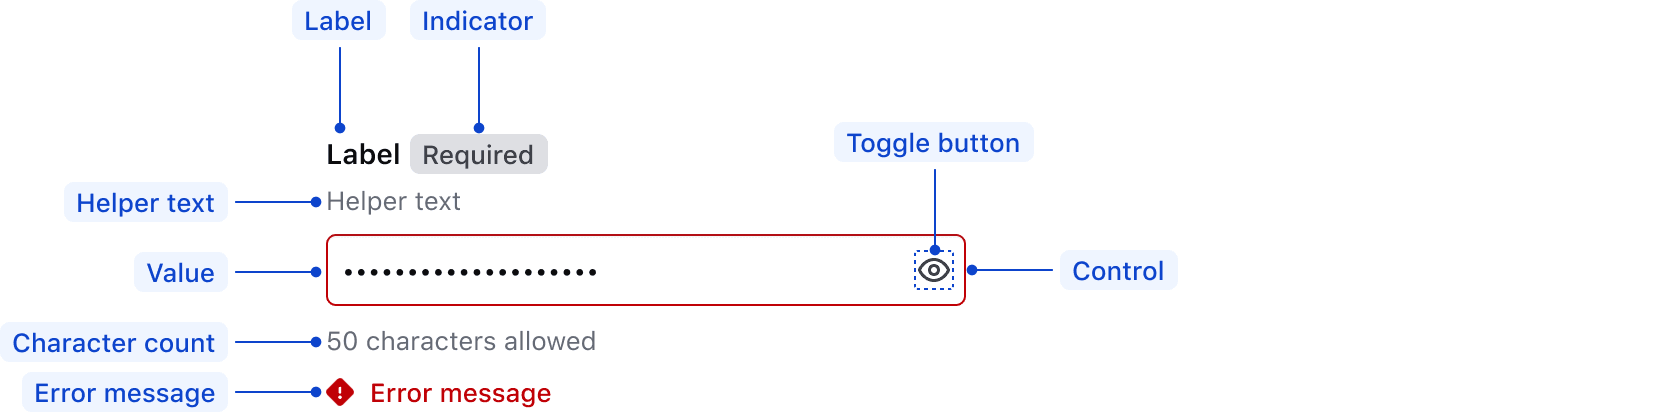 Label Indicator
Toggle button
Label Required
Helper text Helper text
Value ••••••••••••••••••••
Control
Character count 50 characters allowed
Error message Error message